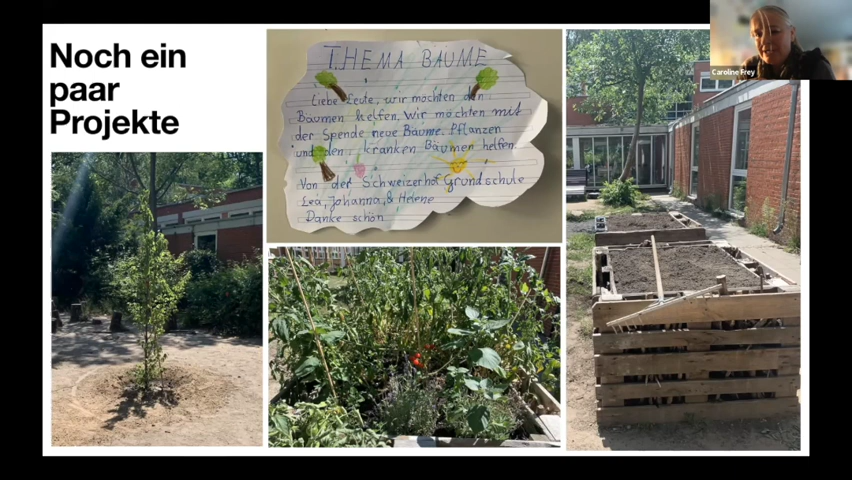 Noch ein
paar
Projekte
THEMA BÄUME
Liebe Leute, wir möchten den
Bäumen helfen. Wir möchten mit
der Spende neue Bäume Pflanzen
und den kranken Bäumen helfen.
Von der Schweizerhof Grundschule
Lea, Johanna, & Helene
Danke schön
Caroline Frey